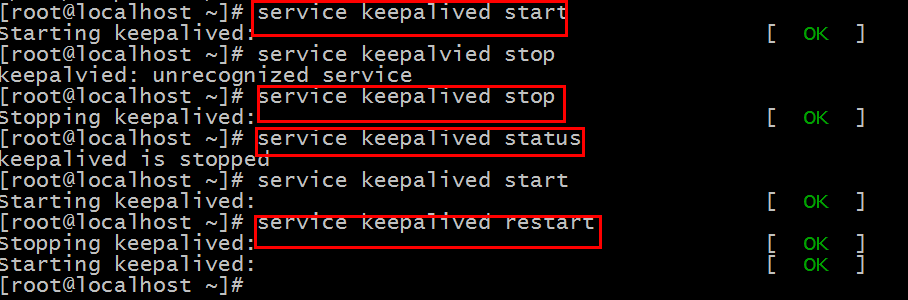 [root@localhost ~]# service keepalived start
Starting keepalived: [ OK ]
[root@localhost ~]# service keepalvied stop
keepalvied: unrecognized service
[root@localhost ~]# service keepalived stop
Stopping keepalived: [ OK ]
[root@localhost ~]# service keepalived status
keepalived is stopped
[root@localhost ~]# service keepalived start
Starting keepalived: [ OK ]
[root@localhost ~]# service keepalived restart
Stopping keepalived: [ OK ]
Starting keepalived: [ OK ]
[root@localhost ~]#